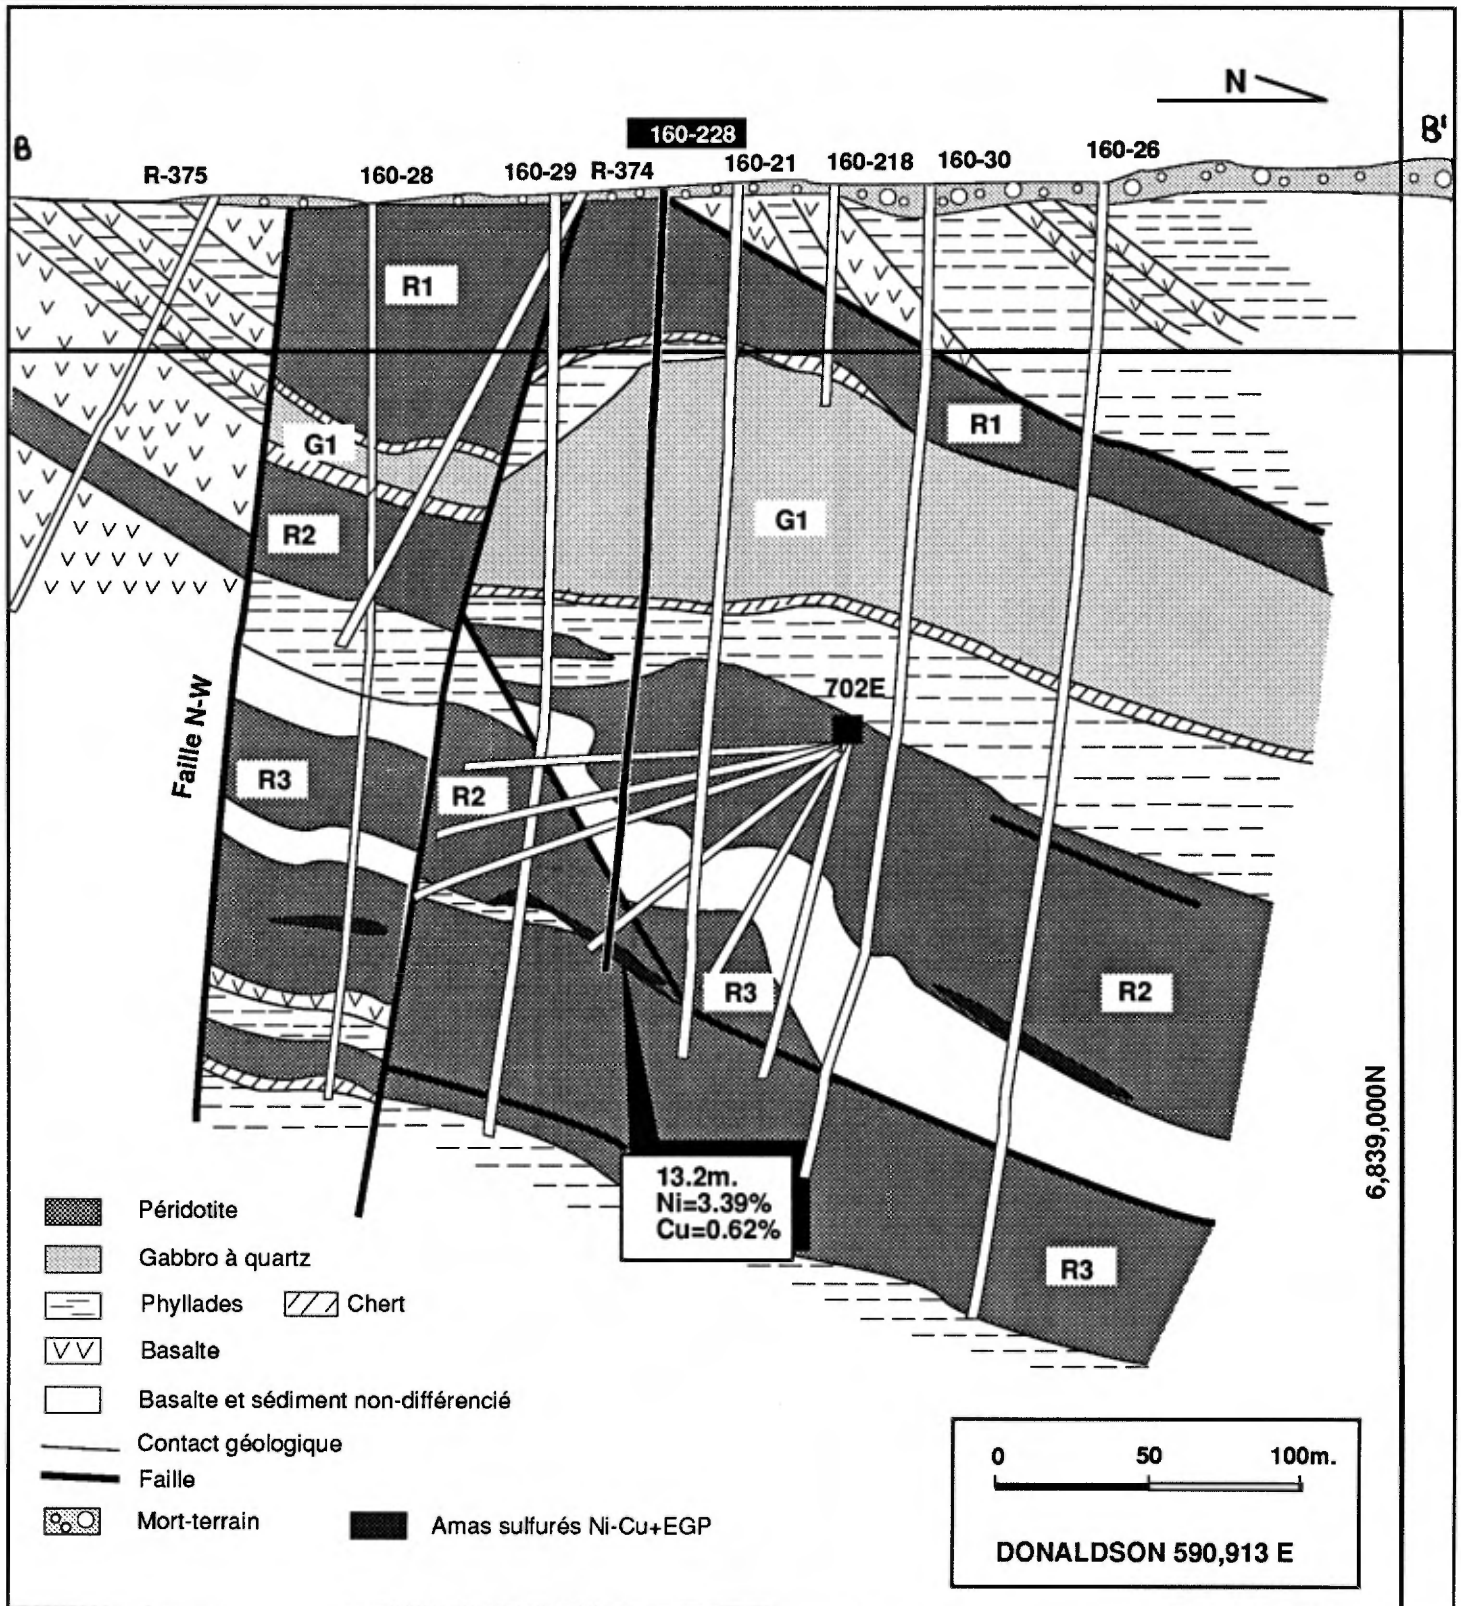 N
B
B'
160-228
R-375
160-28
160-29
R-374
160-21
160-218
160-30
160-26
R1
R1
G1
G1
R2
702E
Faille N-W
R3
R2
R3
R2
6,839,000N
13.2m.
Ni=3.39%
Cu=0.62%
R3
Péridotite
Gabbro à quartz
Phyllades
Chert
Basalte
Basalte et sédiment non-différencié
Contact géologique
Faille
Mort-terrain
Amas sulfurés Ni-Cu+EGP
0 50 100m.
DONALDSON 590,913 E